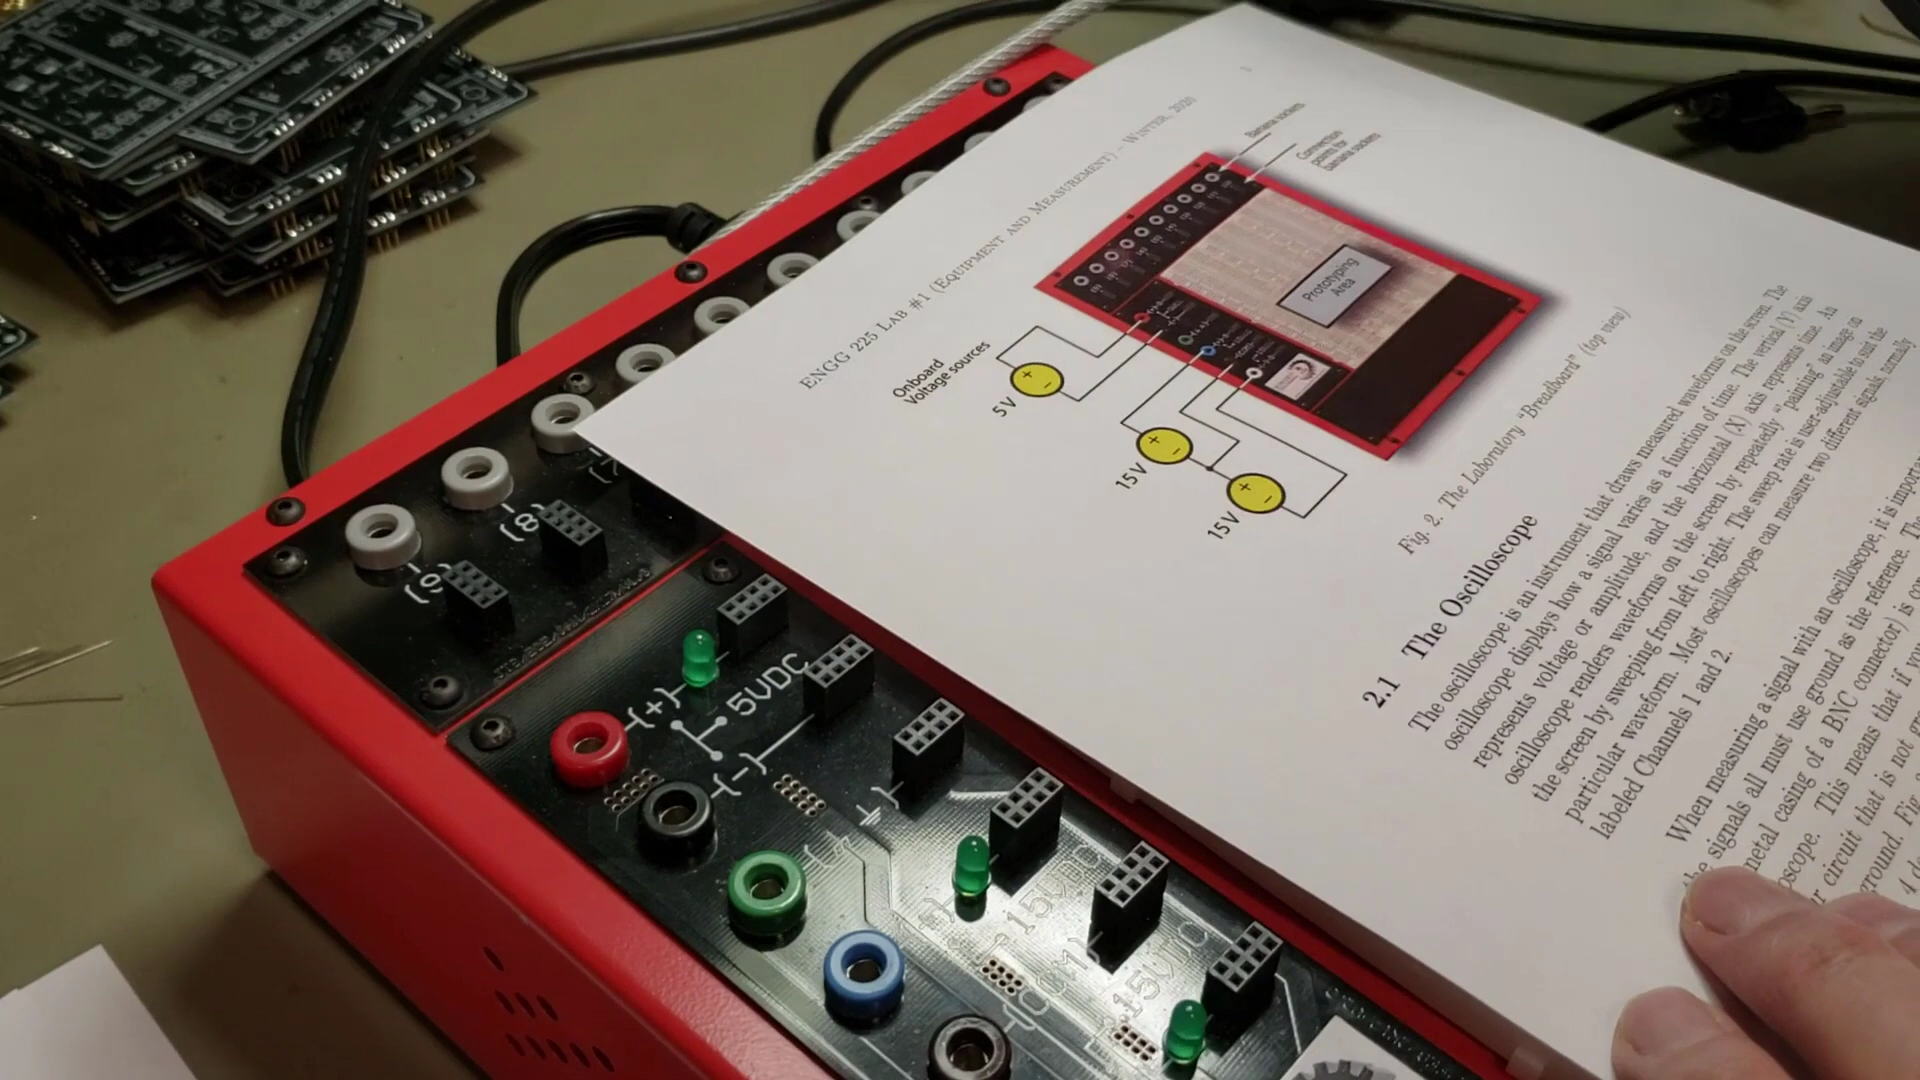 ENGG 225 LAB #1 (EQUIPMENT AND MEASUREMENT) – WINTER, 2020
Banana sockets
Connection
points for
banana sockets
Prototyping
Area
Onboard
Voltage sources
5 V
15 V
15 V
Fig. 2. The Laboratory "Breadboard" (top view)
2.1 The Oscilloscope
The oscilloscope is an instrument that draws measured waveforms on the screen. The
oscilloscope displays how a signal varies as a function of time. The vertical (Y) axis
represents voltage or amplitude, and the horizontal (X) axis represents time. An
oscilloscope renders waveforms on the screen by repeatedly "painting" an image on
the screen by sweeping from left to right. The sweep rate is user-adjustable to suit the
particular waveform. Most oscilloscopes can measure two different signals, normally
labeled Channels 1 and 2.
When measuring a signal with an oscilloscope, it is
the signals all must use ground as the reference.
metal casing of a BNC connector) is
This means that if
circuit that is not
ground.
(8)
(9)
(+)
5VDC
(-)
(+)
15V
(COM)
15V